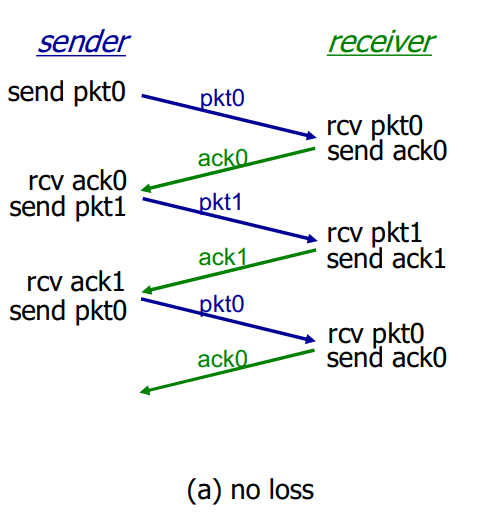 sender
receiver
send pkt0
pkt0
rcv pkt0
send ack0
ack0
rcv ack0
send pkt1
pkt1
rcv pkt1
send ack1
ack1
rcv ack1
send pkt0
pkt0
rcv pkt0
send ack0
ack0
(a) no loss